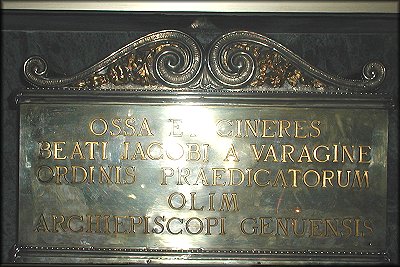 OSSA ET CINERES
BEATI JACOBI A VARAGINE
ORDINIS PRAEDICATORUM
OLIM
ARCHIEPISCOPI GENUENSIS